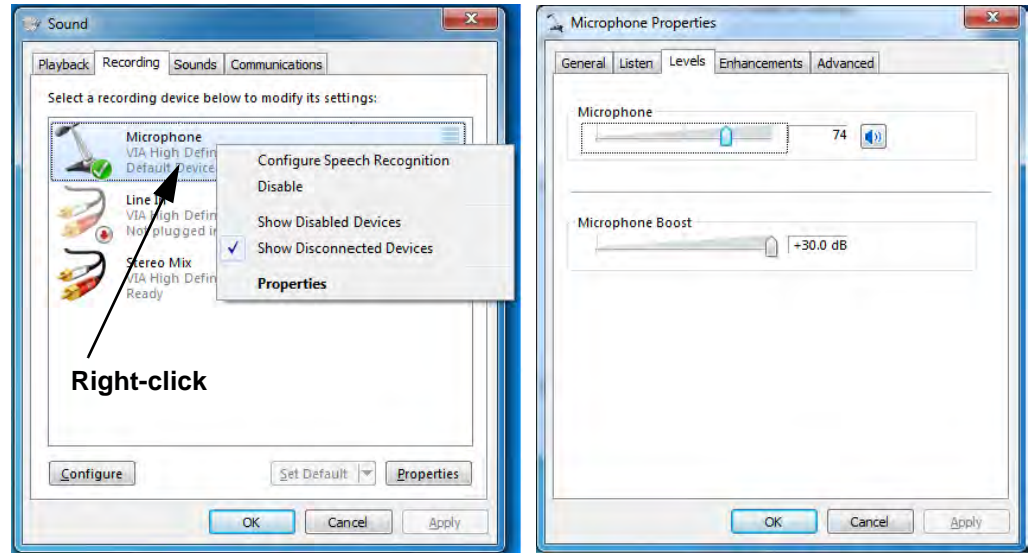 Sound
Playback Recording Sounds Communications
Select a recording device below to modify its settings:
Microphone
VIA High Defin
Default Device
Line In
VIA High Defin
Not plugged in
Stereo Mix
VIA High Defin
Ready
Configure Speech Recognition
Disable
Show Disabled Devices
Show Disconnected Devices
Properties
Right-click
Configure Set Default Properties
OK Cancel Apply
Microphone Properties
General Listen Levels Enhancements Advanced
Microphone
74
Microphone Boost
+30.0 dB
OK Cancel Apply